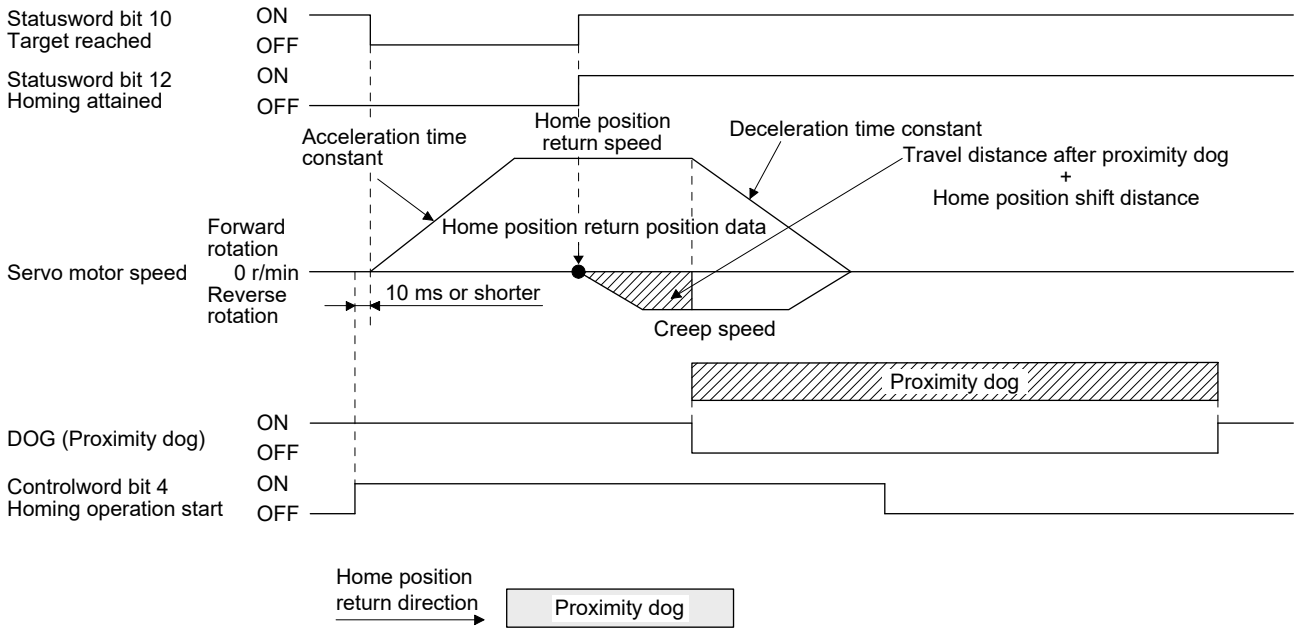 Statusword bit 10
Target reached
ON
OFF
Statusword bit 12
Homing attained
ON
OFF
Acceleration time
constant
Home position
return speed
Deceleration time constant
Travel distance after proximity dog
+
Home position shift distance
Forward
rotation
Home position return position data
Servo motor speed
0 r/min
Reverse
rotation
10 ms or shorter
Creep speed
Proximity dog
DOG (Proximity dog)
ON
OFF
Controlword bit 4
Homing operation start
ON
OFF
Home position
return direction
Proximity dog